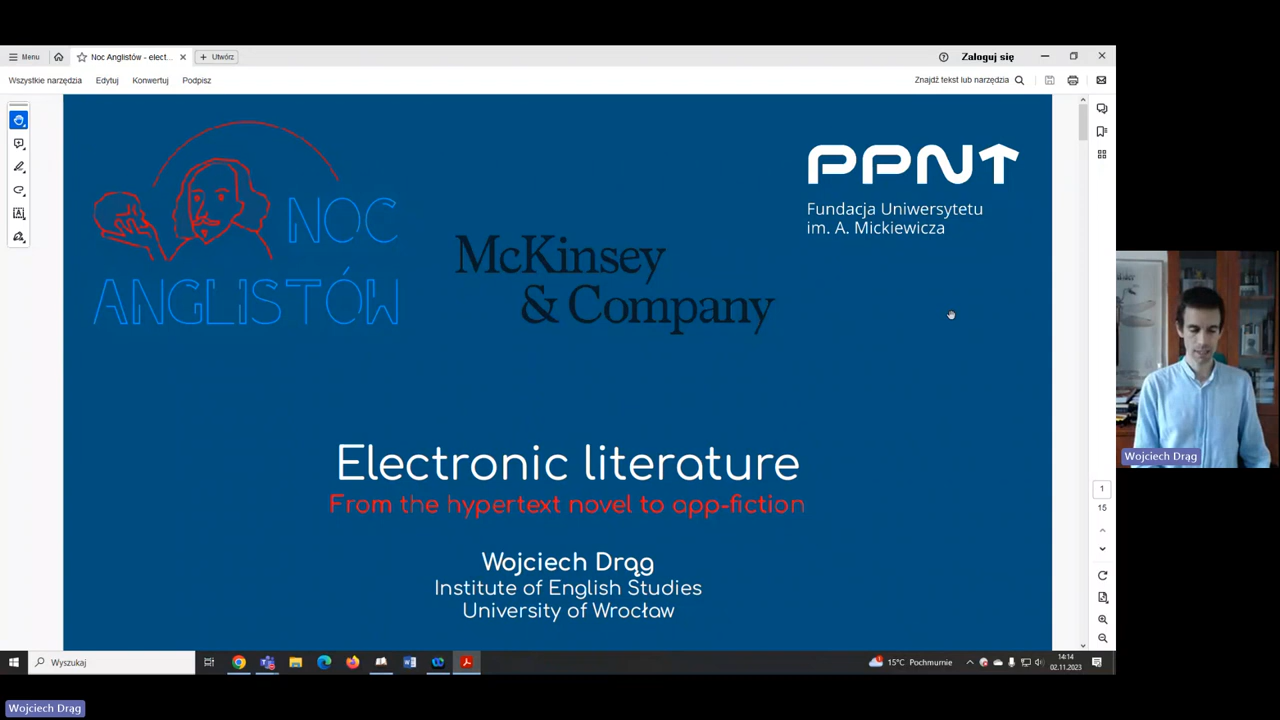 Menu
Noc Anglistów - elect...
Utwórz
Zaloguj się
Wszystkie narzędzia
Edytuj
Konwertuj
Podpisz
Znajdź tekst lub narzędzia
NOC
ANGLISTÓW
McKinsey
& Company
PPNT
Fundacja Uniwersytetu
im. A. Mickiewicza
Electronic literature
From the hypertext novel to app-fiction
Wojciech Drąg
Institute of English Studies
University of Wrocław
Wojciech Drąg
1
15
Wyszukaj
15°C Pochmurnie
14:14
02.11.2023
Wojciech Drąg